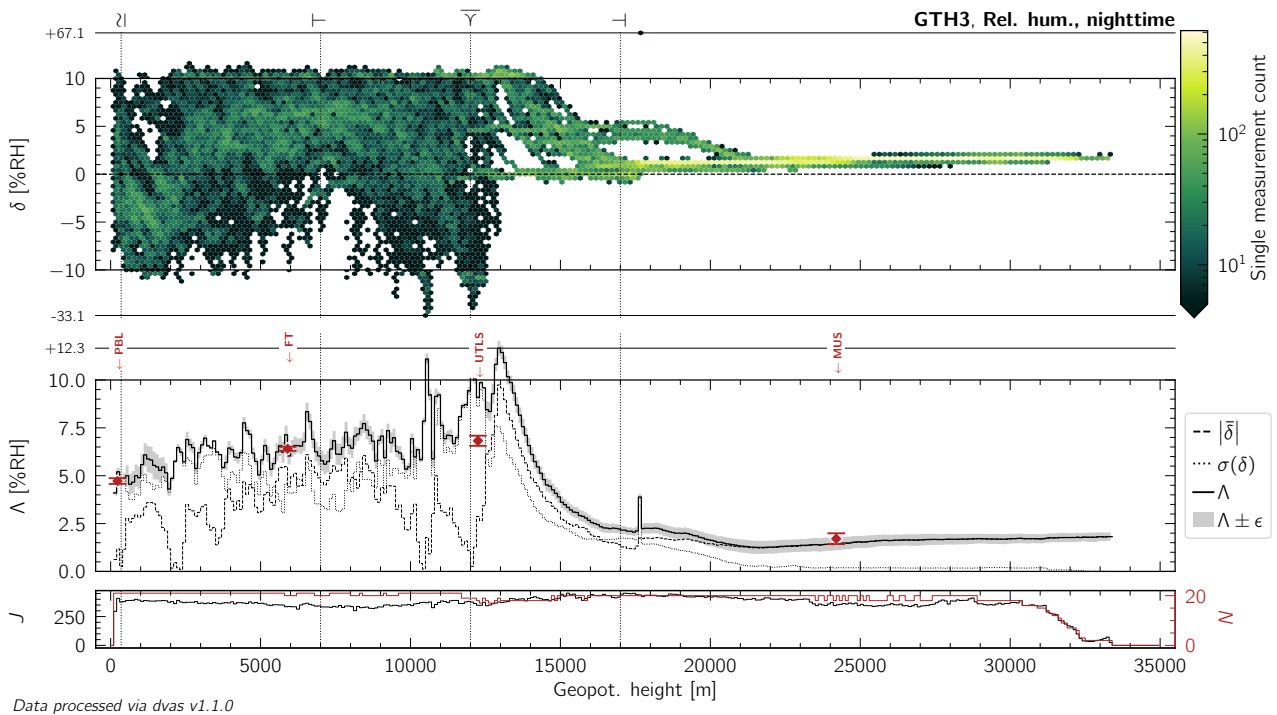 GTH3, Rel. hum., nighttime
+67.1
10
5
0
−5
−10
-33.1
δ [%RH]
10²
10¹
Single measurement count
PBL
FT
UTLS
MUS
+12.3
10.0
7.5
5.0
2.5
0.0
Λ [%RH]
|δ̄|
σ(δ)
Λ
Λ ± ϵ
250
0
J
20
0
N
0 5000 10000 15000 20000 25000 30000 35000
Geopot. height [m]
Data processed via dvas v1.1.0